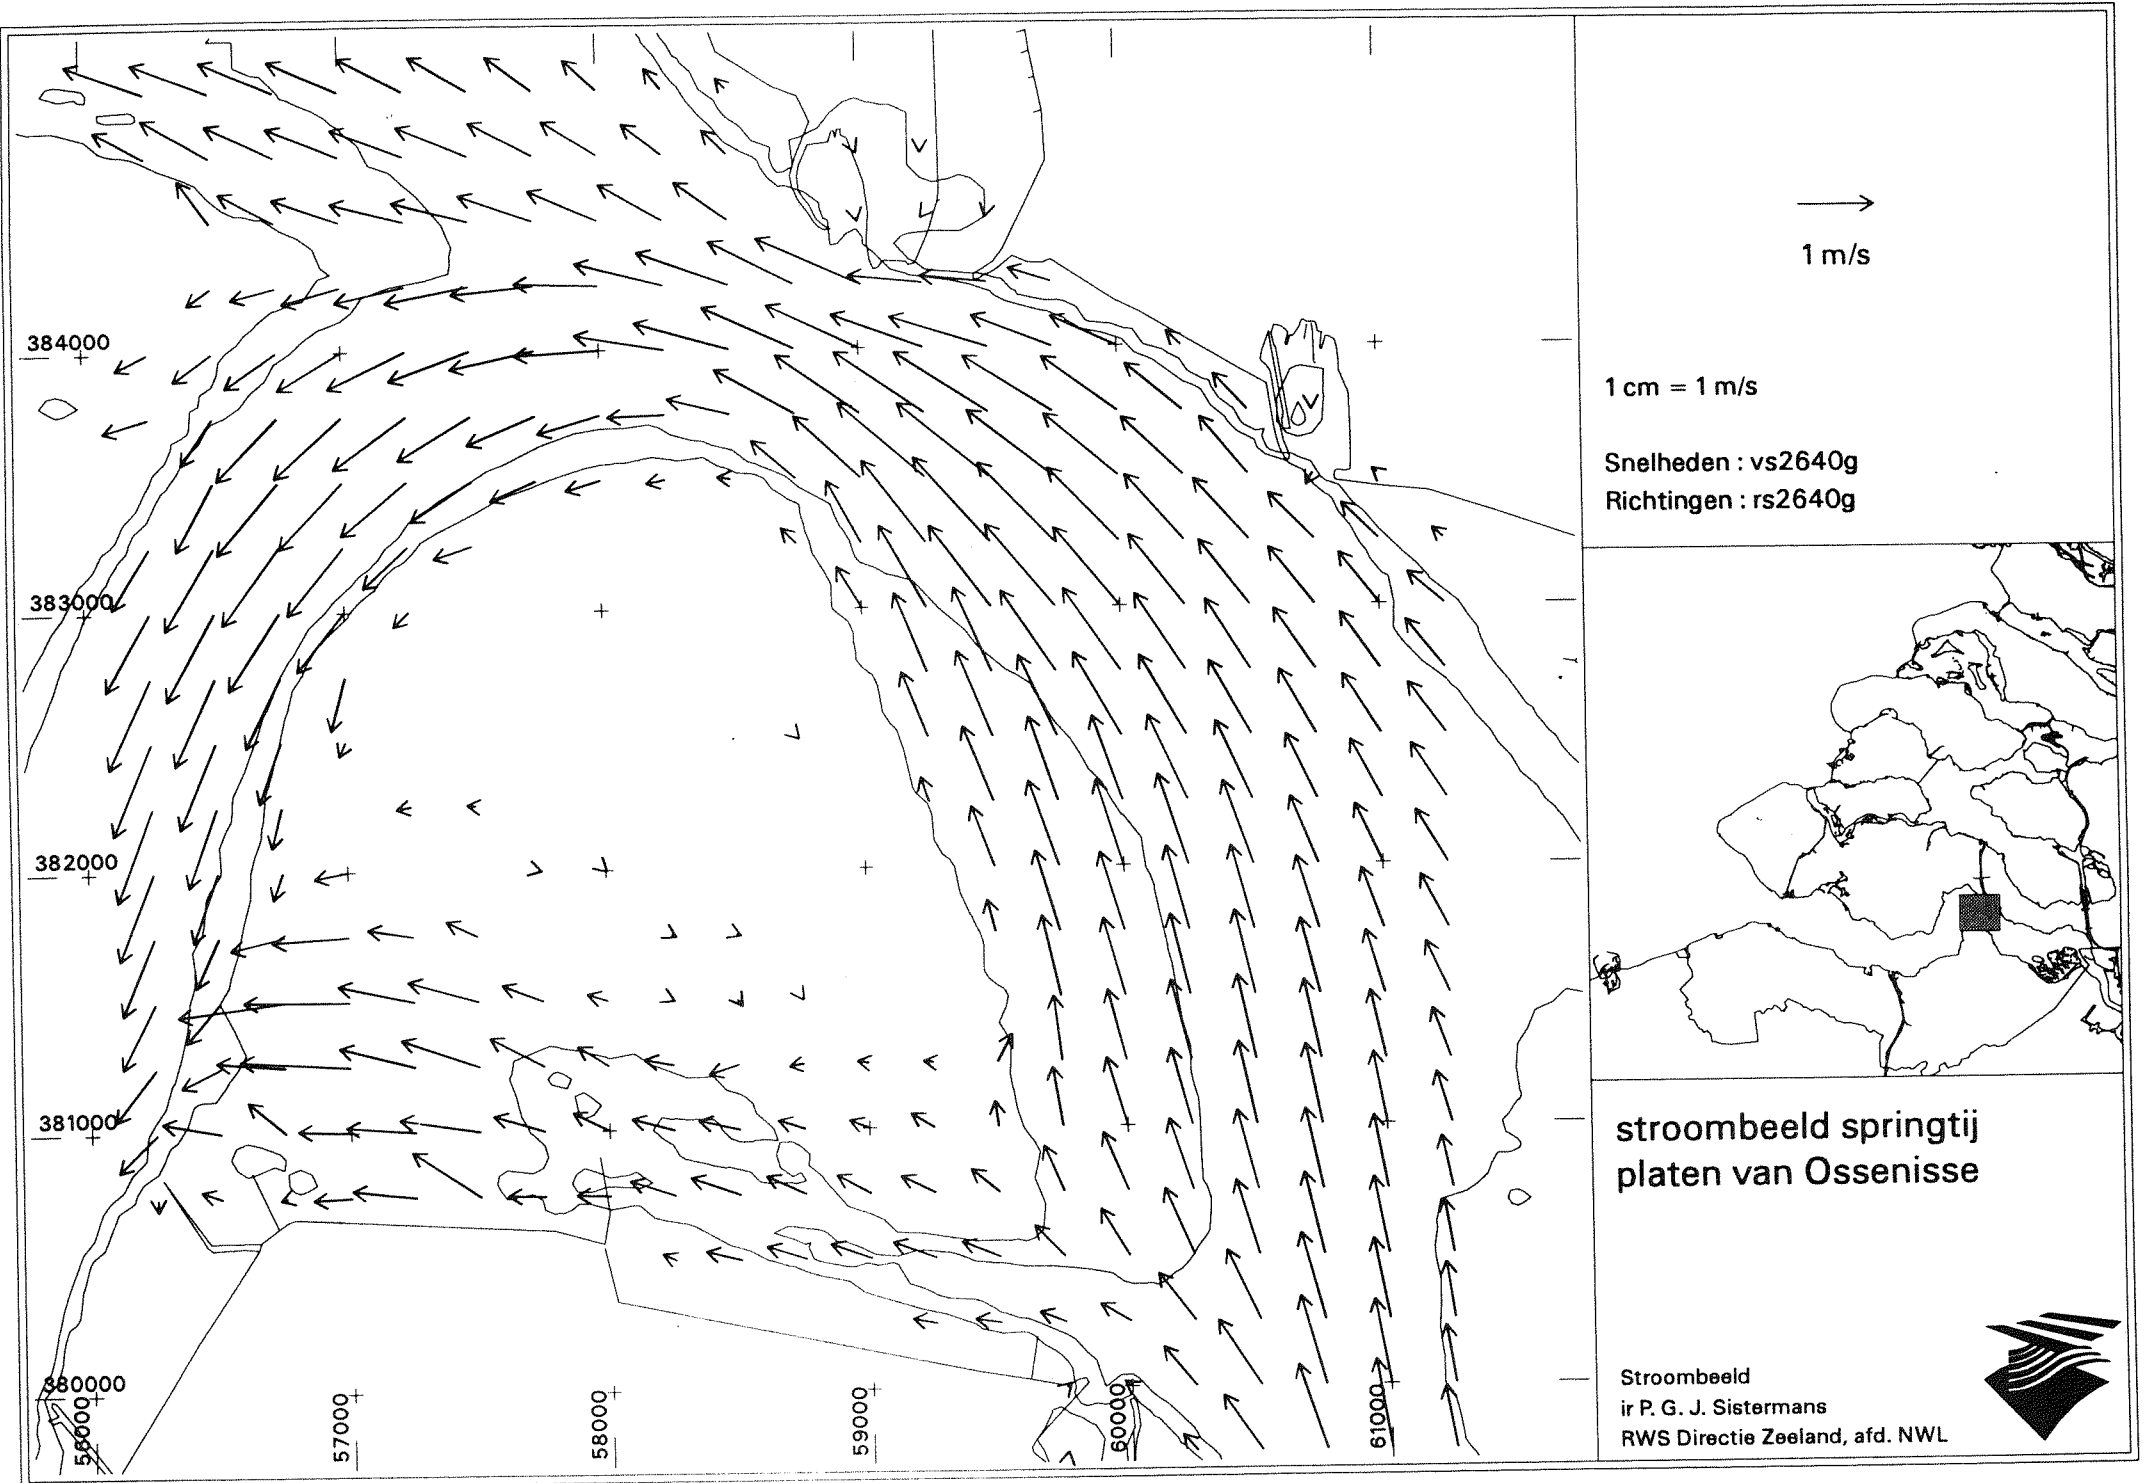 1 m/s
1 cm = 1 m/s
Snelheden : vs2640g
Richtingen : rs2640g
384000
383000
382000
381000
380000
56000
57000
58000
59000
60000
61000
stroombeeld springtij
platen van Ossenisse
Stroombeeld
ir P. G. J. Sistermans
RWS Directie Zeeland, afd. NWL